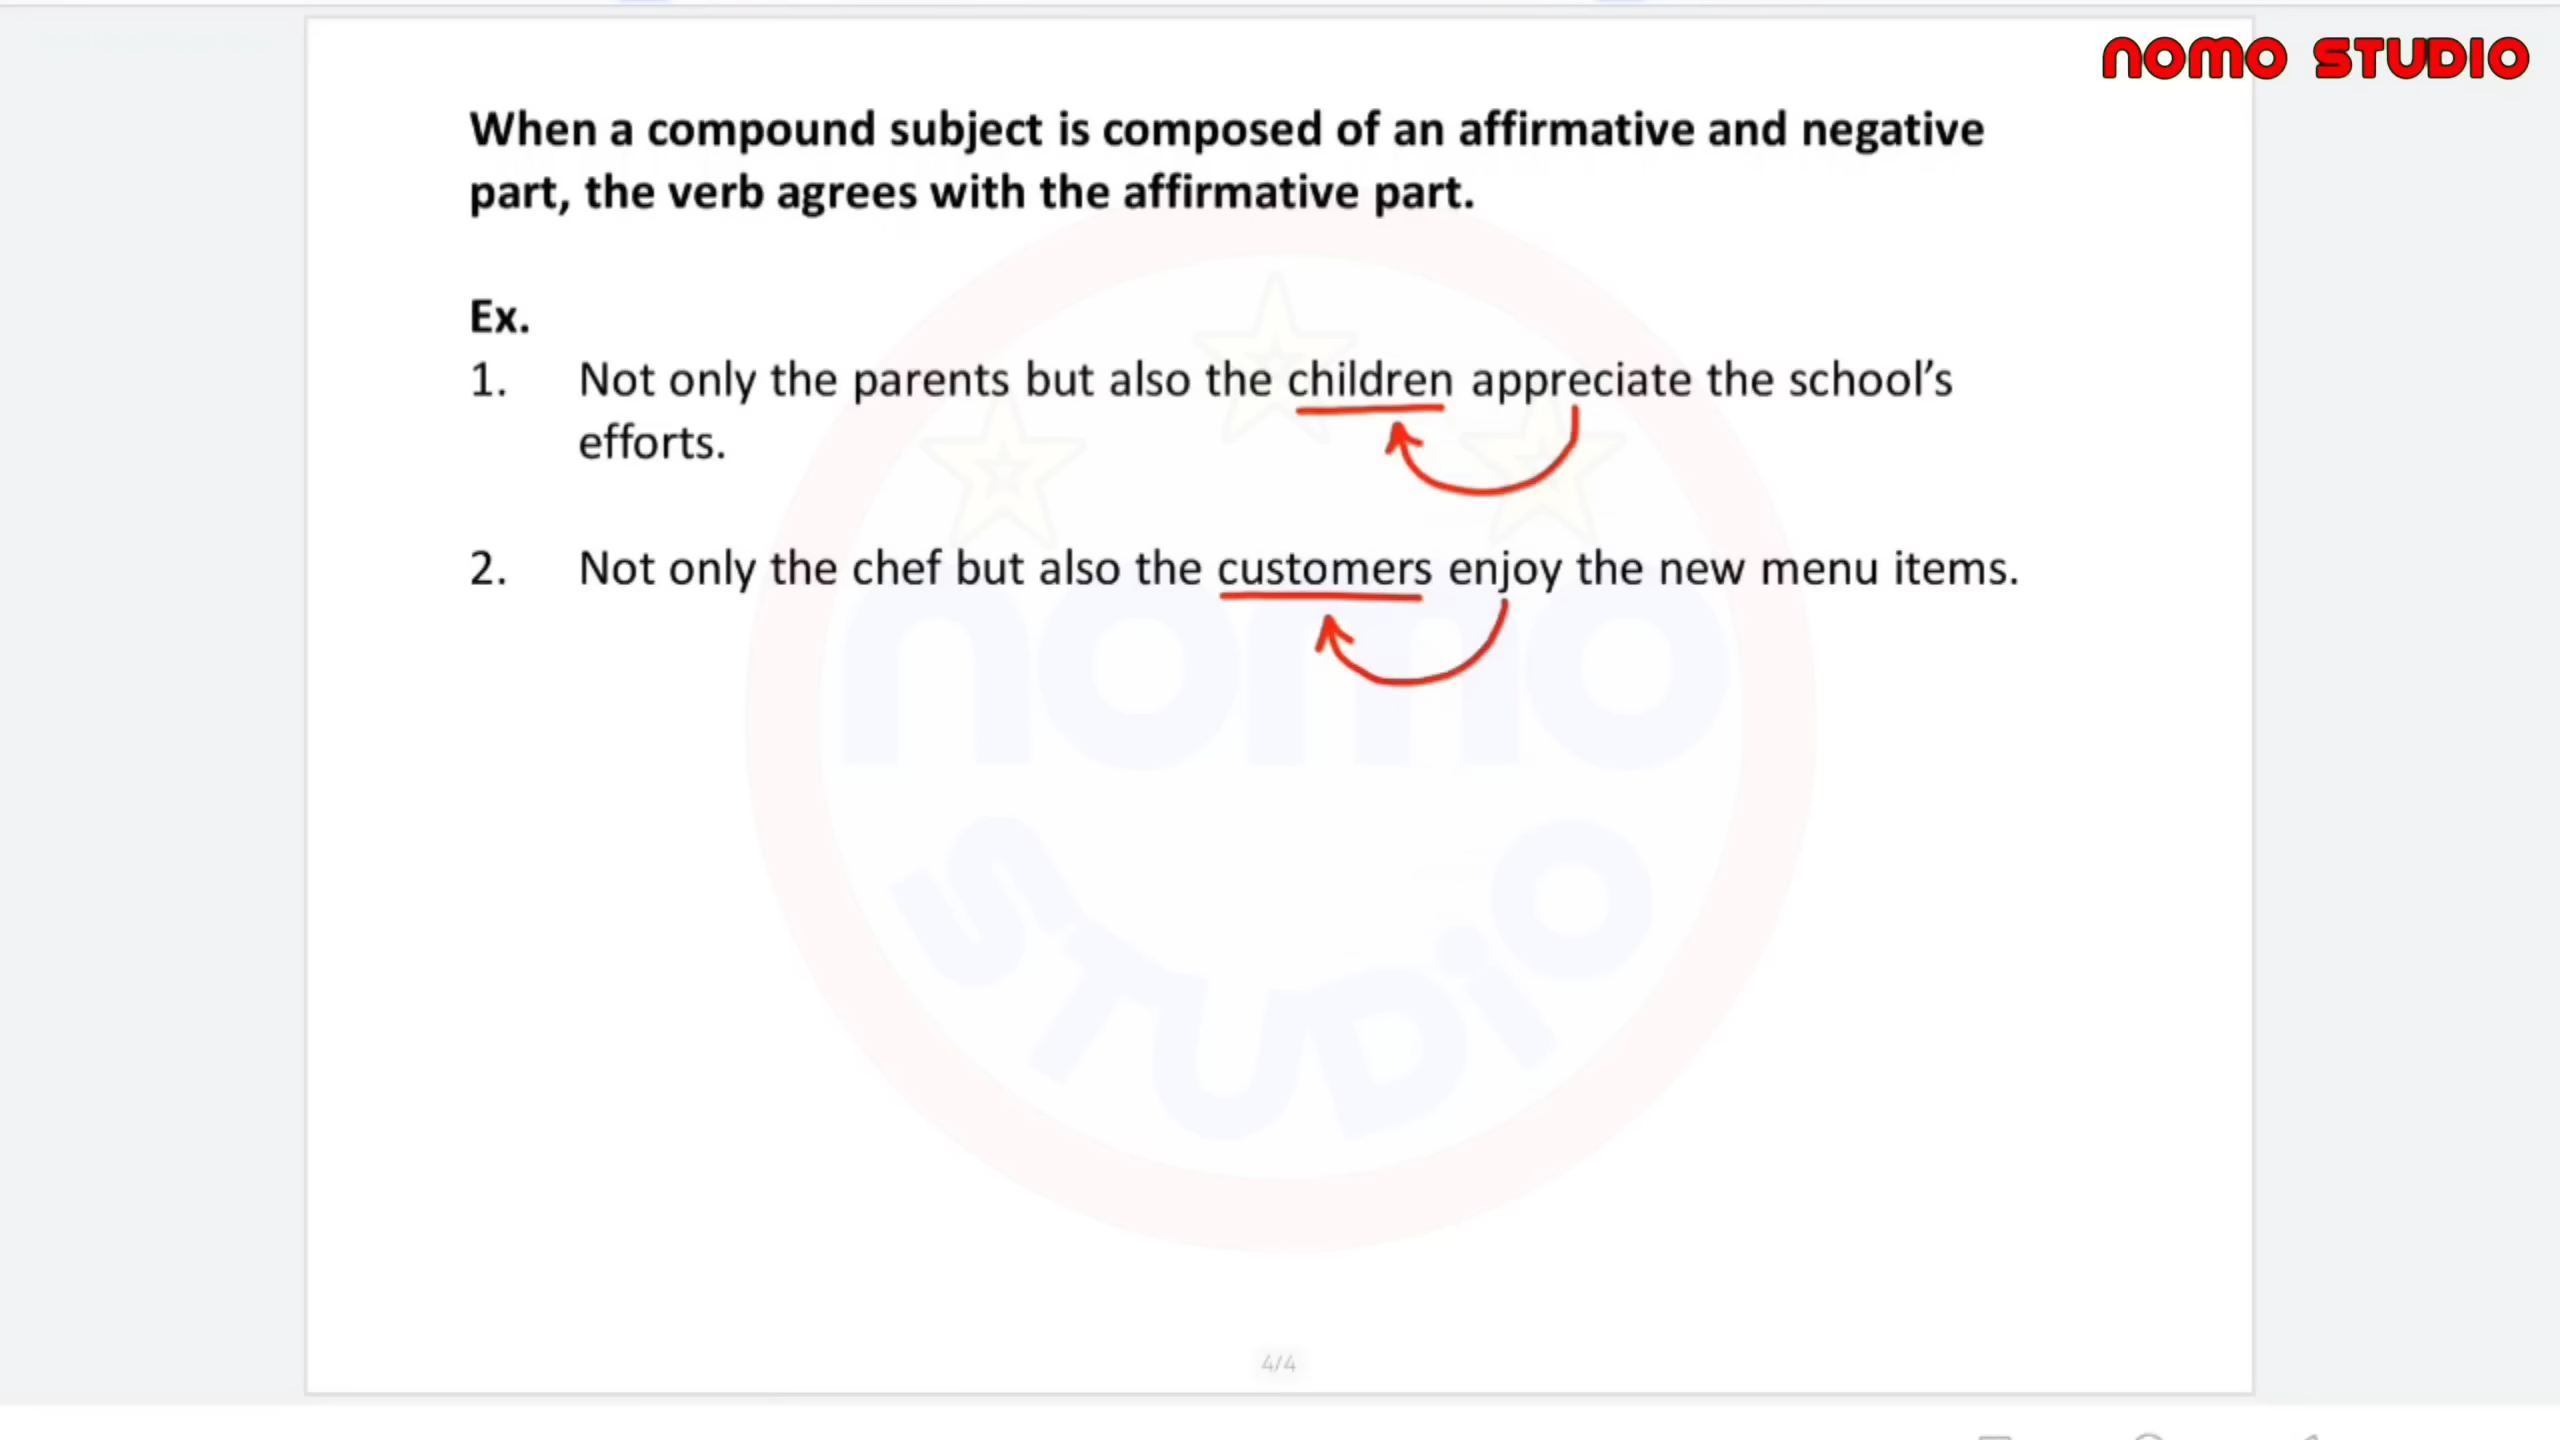 NOMO STUDIO
When a compound subject is composed of an affirmative and negative
part, the verb agrees with the affirmative part.
Ex.
1. Not only the parents but also the children appreciate the school’s
efforts.
2. Not only the chef but also the customers enjoy the new menu items.
nomo
STUDiO
4/4